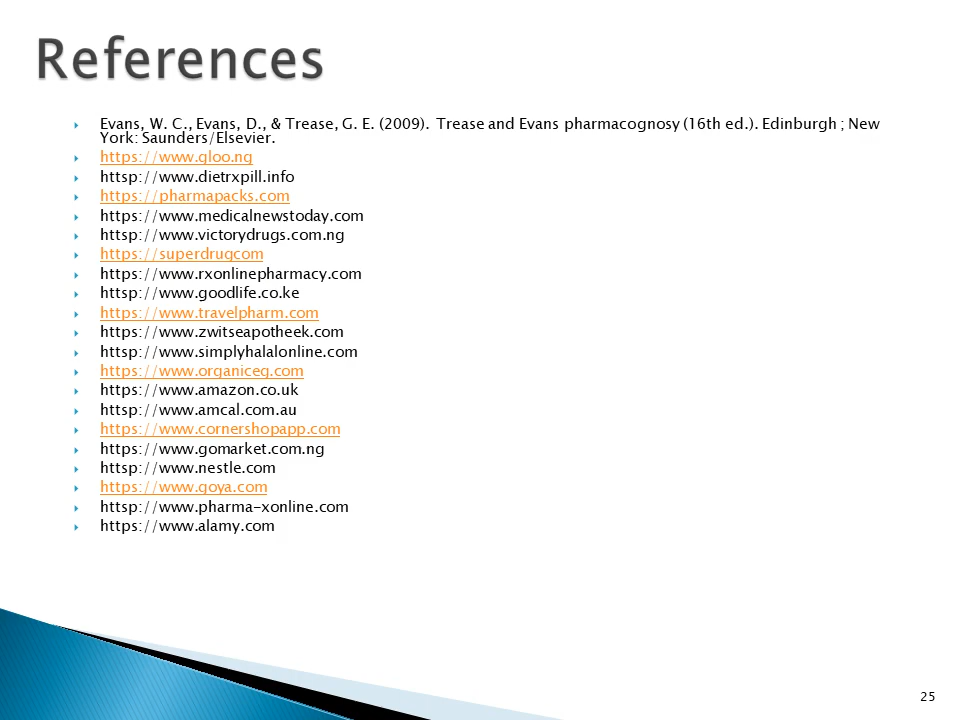 References
Evans, W. C., Evans, D., & Trease, G. E. (2009). Trease and Evans pharmacognosy (16th ed.). Edinburgh ; New
York: Saunders/Elsevier.
https://www.gloo.ng
httsp://www.dietrxpill.info
https://pharmapacks.com
https://www.medicalnewstoday.com
httsp://www.victorydrugs.com.ng
https://superdrugcom
https://www.rxonlinepharmacy.com
httsp://www.goodlife.co.ke
https://www.travelpharm.com
https://www.zwitseapotheek.com
httsp://www.simplyhalalonline.com
https://www.organiceg.com
https://www.amazon.co.uk
httsp://www.amcal.com.au
https://www.cornershopapp.com
https://www.gomarket.com.ng
httsp://www.nestle.com
https://www.goya.com
httsp://www.pharma-xonline.com
https://www.alamy.com
25